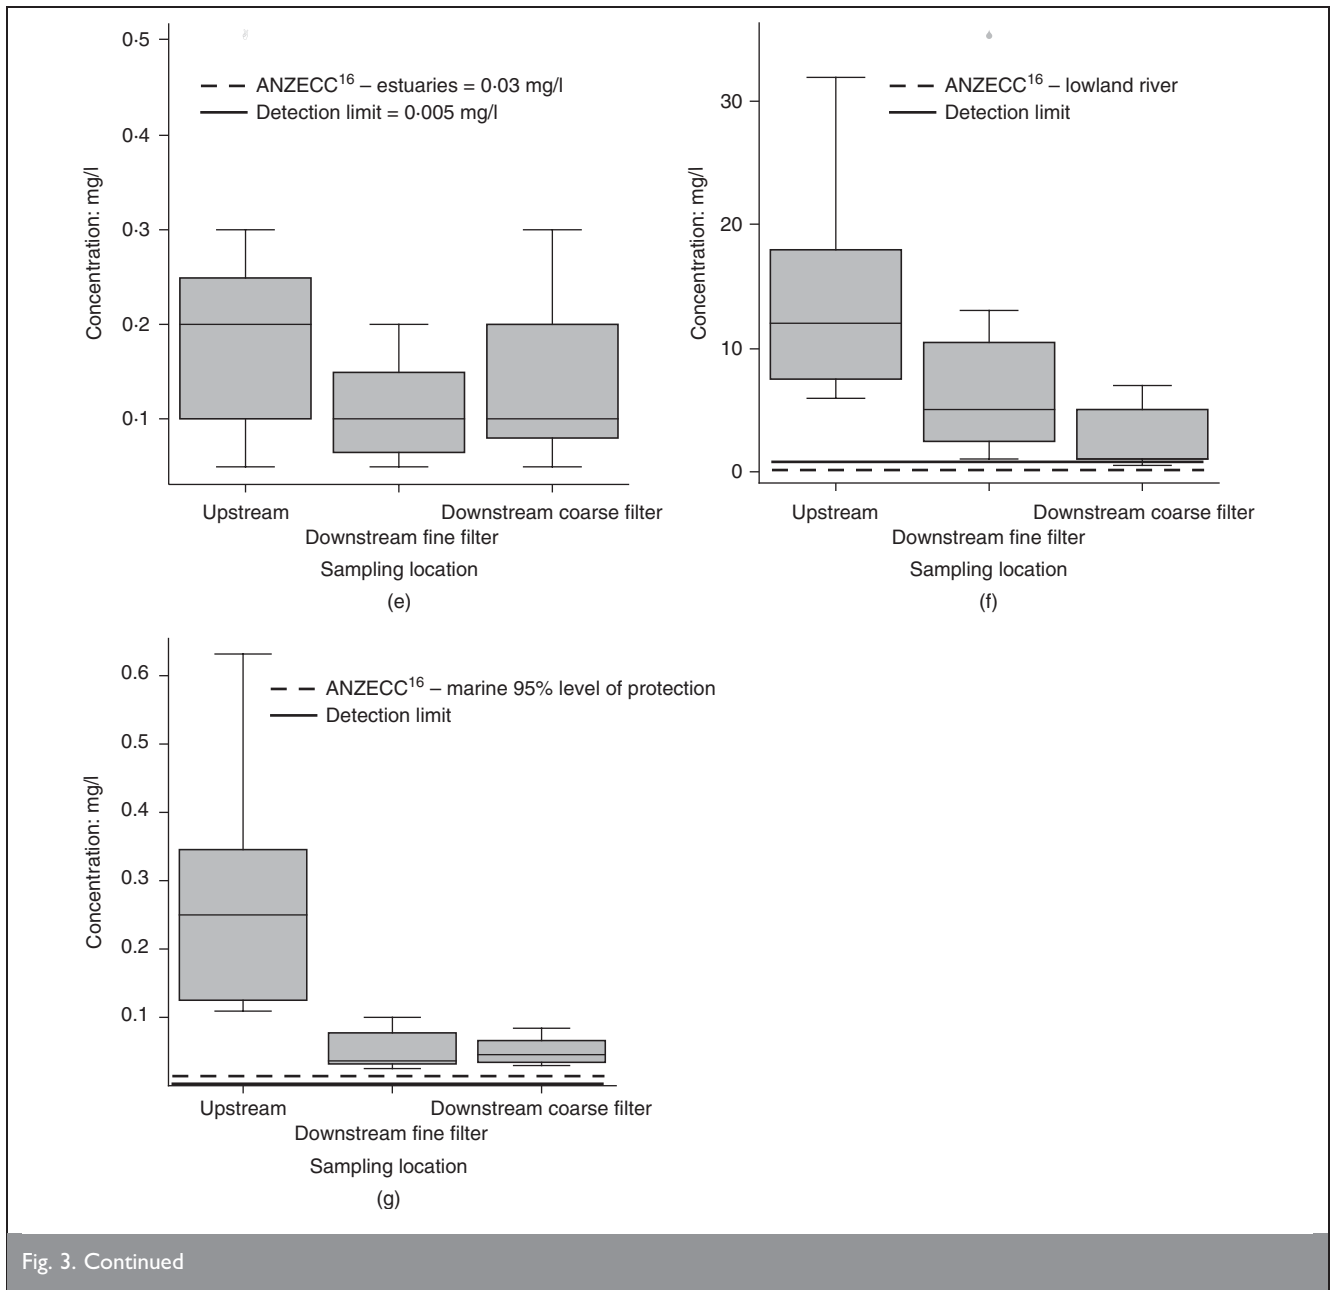 0·5
ANZECC16 – estuaries = 0·03 mg/l
Detection limit = 0·005 mg/l
0·4
0·3
0·2
0·1
Concentration: mg/l
Upstream
Downstream coarse filter
Downstream fine filter
Sampling location
(e)
ANZECC16 – lowland river
Detection limit
30
20
10
0
Concentration: mg/l
Upstream
Downstream coarse filter
Downstream fine filter
Sampling location
(f)
0.6
ANZECC16 – marine 95% level of protection
Detection limit
0.5
0.4
0.3
0.2
0.1
Concentration: mg/l
Upstream
Downstream coarse filter
Downstream fine filter
Sampling location
(g)
Fig. 3. Continued